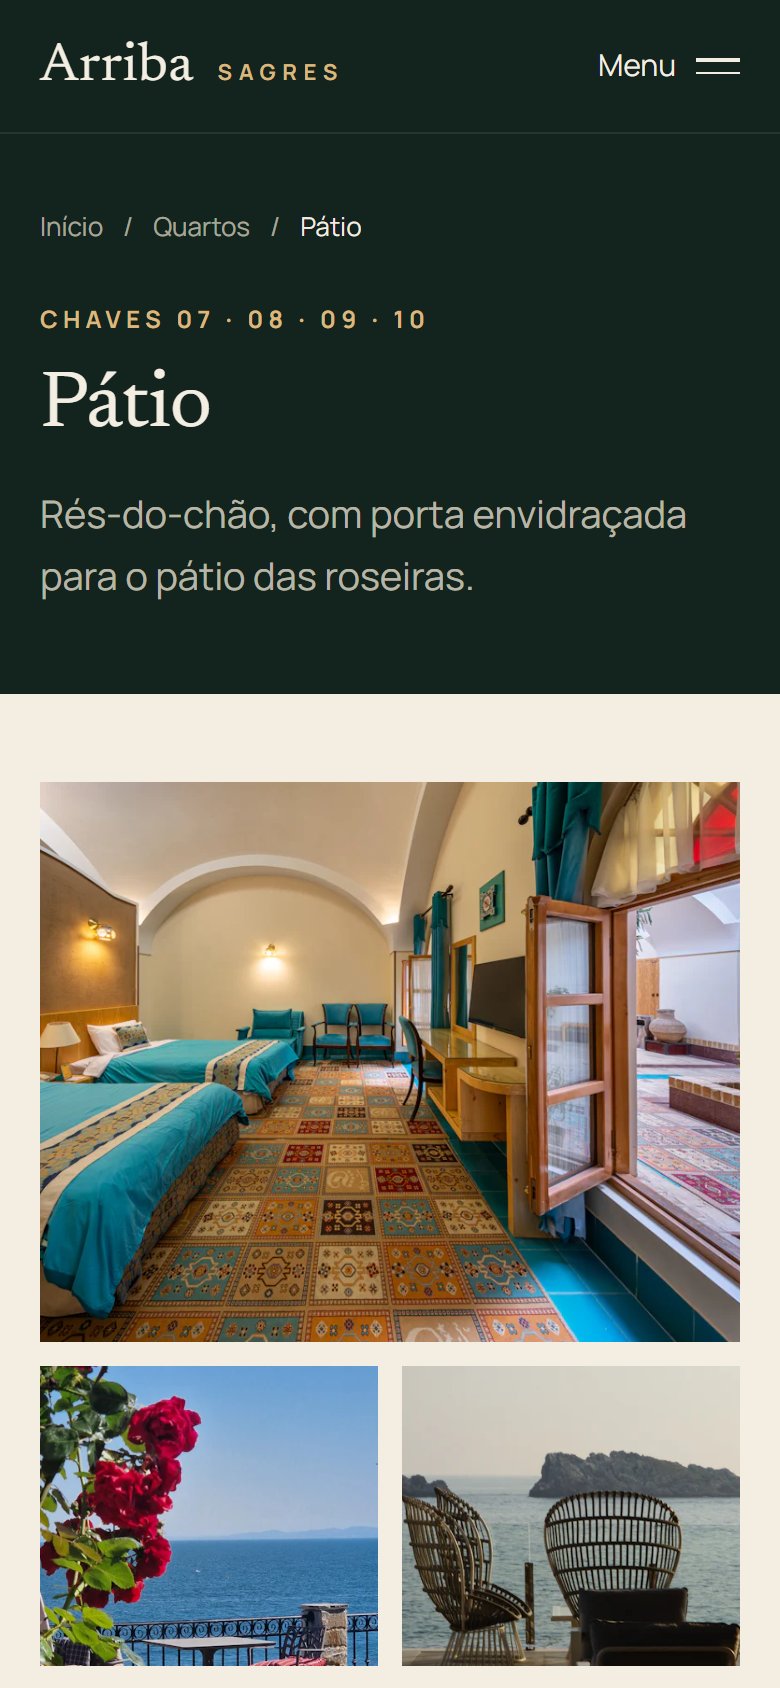 Arriba SAGRES
Menu
Início / Quartos / Pátio
CHAVES 07 · 08 · 09 · 10
Pátio
Rés-do-chão, com porta envidraçada
para o pátio das roseiras.